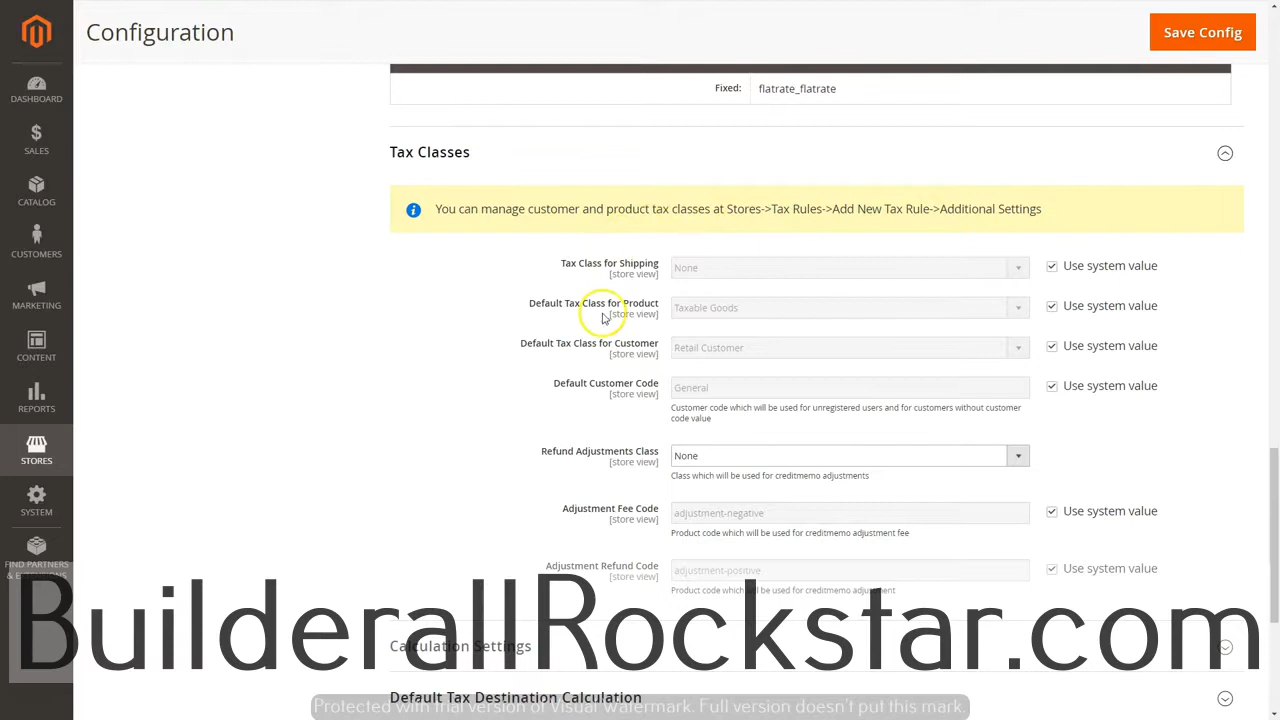 Configuration
Save Config
DASHBOARD
SALES
CATALOG
CUSTOMERS
MARKETING
CONTENT
REPORTS
STORES
SYSTEM
FIND PARTNERS
& EXTENSIONS
Fixed: flatrate_flatrate
Tax Classes
You can manage customer and product tax classes at Stores->Tax Rules->Add New Tax Rule->Additional Settings
Tax Class for Shipping None Use system value
[store view]
Default Tax Class for Product Taxable Goods Use system value
[store view]
Default Tax Class for Customer Retail Customer Use system value
[store view]
Default Customer Code General Use system value
[store view]
Customer code which will be used for unregistered users and for customers without customer
code value
Refund Adjustments Class None
[store view]
Class which will be used for creditmemo adjustments
Adjustment Fee Code adjustment-negative Use system value
[store view]
Product code which will be used for creditmemo adjustment fee
Adjustment Refund Code adjustment-positive Use system value
[store view]
Product code which will be used for creditmemo adjustment
BuilderallRockstar.com
Calculation Settings
Default Tax Destination Calculation
Protected with trial version of Visual Watermark. Full version doesn't put this mark.